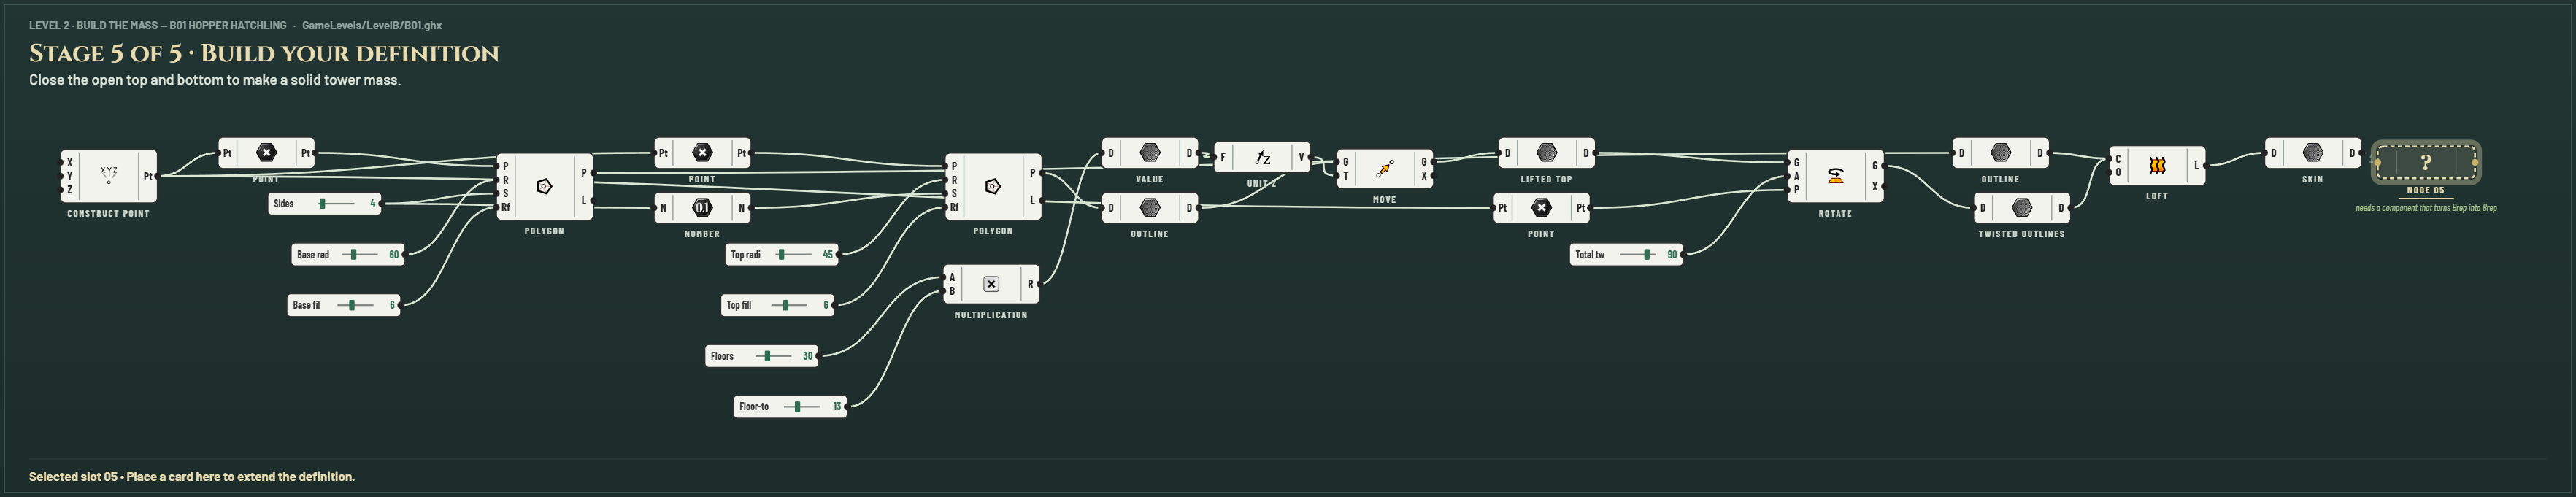 LEVEL 2 · BUILD THE MASS — B01 HOPPER HATCHLING · GameLevels/LevelB/B01.ghx
STAGE 5 OF 5 · BUILD YOUR DEFINITION
Close the open top and bottom to make a solid tower mass.
X
Y
Z
XYZ
Pt
CONSTRUCT POINT
Pt
Pt
POINT
Sides 4
Base rad 60
Base fil 6
P
R
S
Rf
P
L
POLYGON
Pt
Pt
POINT
N
0.1
N
NUMBER
Top radi 45
Top fill 6
Floors 30
Floor-to 13
P
R
S
Rf
P
L
POLYGON
A
B
R
MULTIPLICATION
D
D
VALUE
D
D
OUTLINE
F
Z
V
UNIT Z
G
T
G
X
MOVE
D
D
LIFTED TOP
Pt
Pt
POINT
Total tw 90
G
A
P
G
X
ROTATE
D
D
OUTLINE
D
D
TWISTED OUTLINES
C
O
L
LOFT
D
D
SKIN
?
NODE 05
needs a component that turns Brep into Brep
Selected slot 05 • Place a card here to extend the definition.